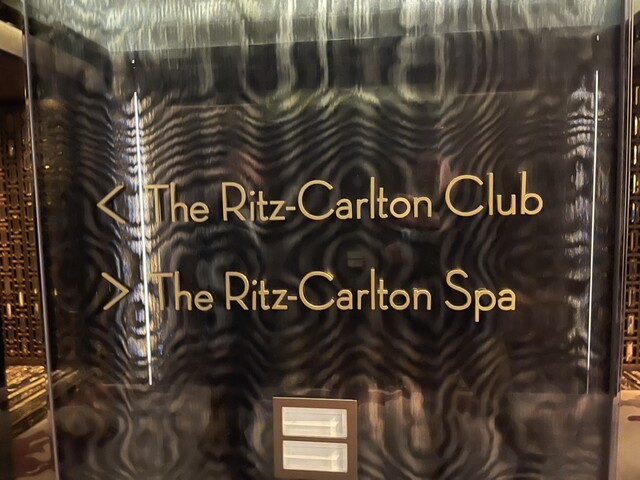 < The Ritz-Carlton Club
> The Ritz-Carlton Spa